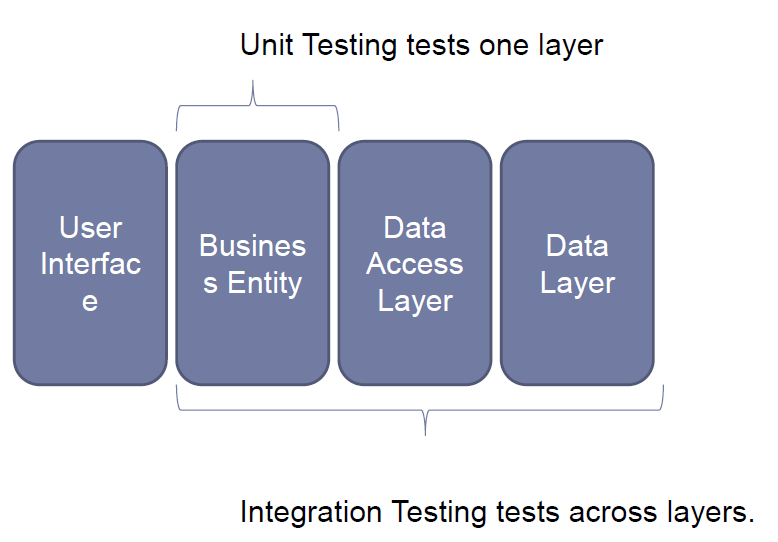 Unit Testing tests one layer
User
Interfac
e
Busines
s Entity
Data
Access
Layer
Data
Layer
Integration Testing tests across layers.